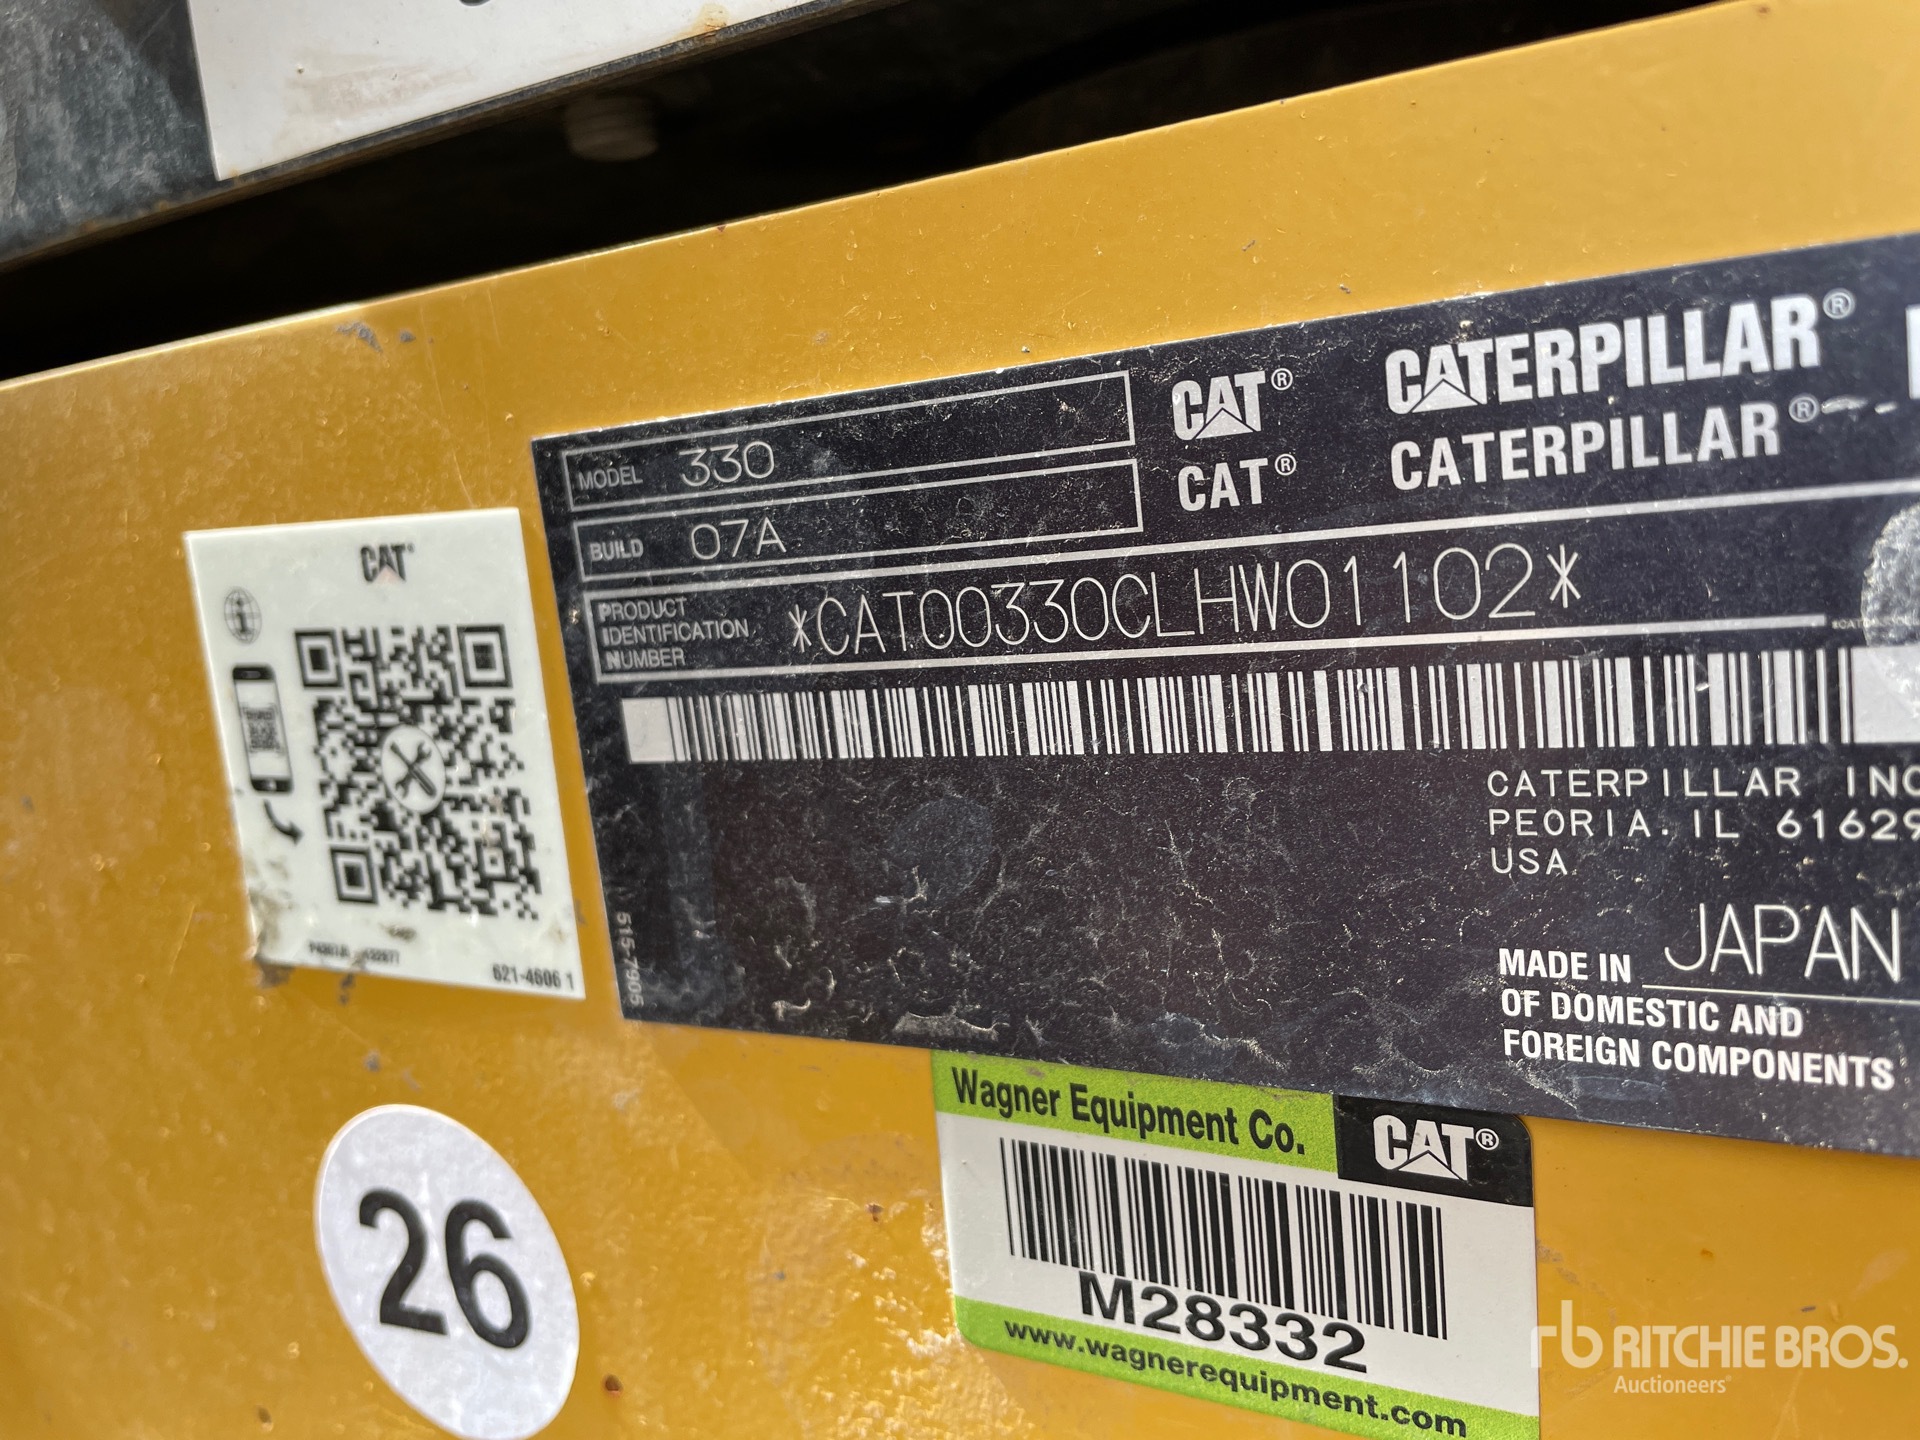 MODEL 330
BUILD 07A
CAT® CATERPILLAR®
CAT® CATERPILLAR®
PRODUCT
IDENTIFICATION
NUMBER
*CAT00330CLHW01102*
CATERPILLAR INC
PEORIA. IL 61629
USA
MADE IN JAPAN
OF DOMESTIC AND
FOREIGN COMPONENTS
515-7905
CAT®
621-4606 1
26
Wagner Equipment Co. CAT®
M28332
www.wagnerequipment.com
rb RITCHIE BROS.
Auctioneers